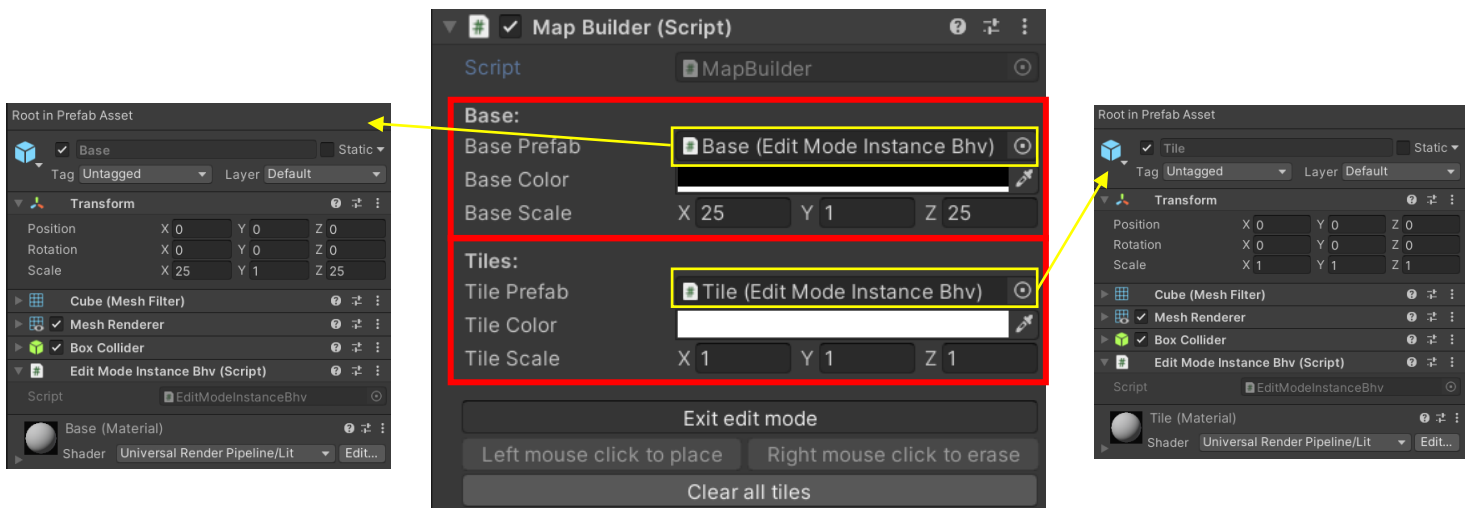 Root in Prefab Asset
Base
Static
Tag Untagged Layer Default
Transform
Position X 0 Y 0 Z 0
Rotation X 0 Y 0 Z 0
Scale X 25 Y 1 Z 25
Cube (Mesh Filter)
Mesh Renderer
Box Collider
# Edit Mode Instance Bhv (Script)
Script # EditModeInstanceBhv
Base (Material)
Shader Universal Render Pipeline/Lit Edit...
# Map Builder (Script)
Script # MapBuilder
Base:
Base Prefab # Base (Edit Mode Instance Bhv)
Base Color
Base Scale X 25 Y 1 Z 25
Tiles:
Tile Prefab # Tile (Edit Mode Instance Bhv)
Tile Color
Tile Scale X 1 Y 1 Z 1
Exit edit mode
Left mouse click to place Right mouse click to erase
Clear all tiles
Root in Prefab Asset
Tile
Static
Tag Untagged Layer Default
Transform
Position X 0 Y 0 Z 0
Rotation X 0 Y 0 Z 0
Scale X 1 Y 1 Z 1
Cube (Mesh Filter)
Mesh Renderer
Box Collider
# Edit Mode Instance Bhv (Script)
Script # EditModeInstanceBhv
Tile (Material)
Shader Universal Render Pipeline/Lit Edit...